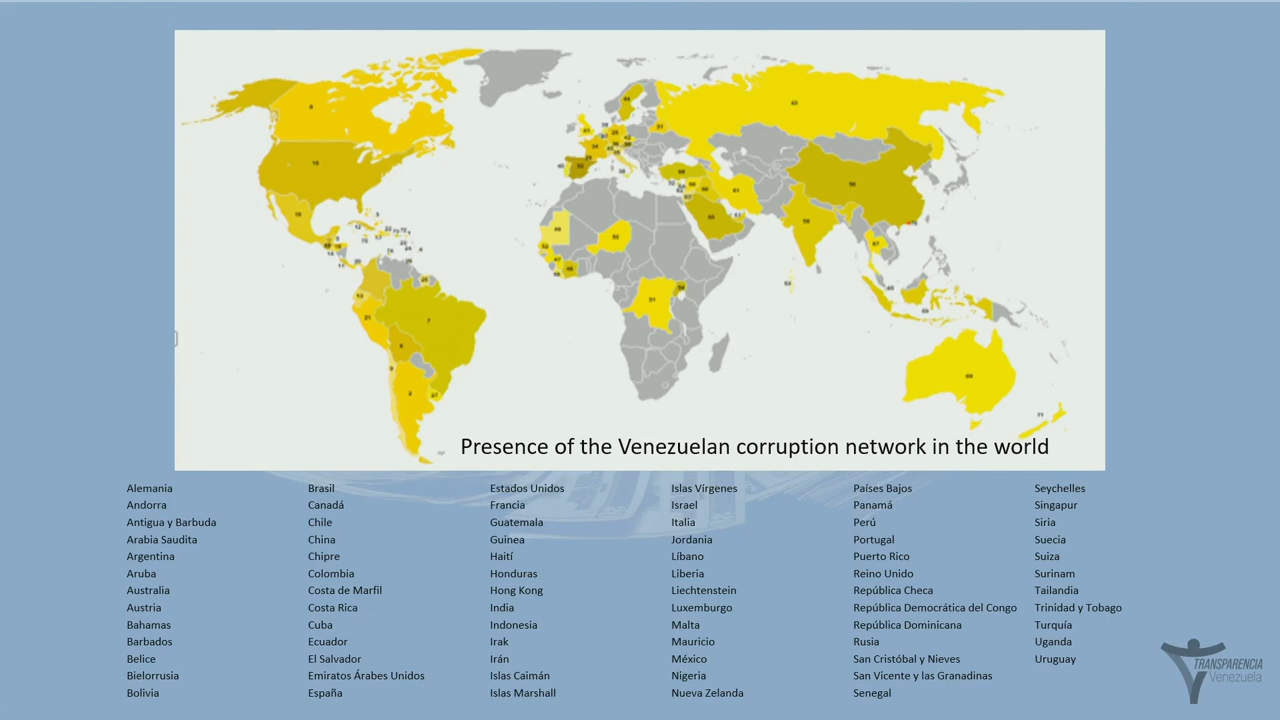 Presence of the Venezuelan corruption network in the world
Alemania
Andorra
Antigua y Barbuda
Arabia Saudita
Argentina
Aruba
Australia
Austria
Bahamas
Barbados
Belice
Bielorrusia
Bolivia
Brasil
Canadá
Chile
China
Chipre
Colombia
Costa de Marfil
Costa Rica
Cuba
Ecuador
El Salvador
Emiratos Árabes Unidos
España
Estados Unidos
Francia
Guatemala
Guinea
Haití
Honduras
Hong Kong
India
Indonesia
Irak
Irán
Islas Caimán
Islas Marshall
Islas Vírgenes
Israel
Italia
Jordania
Líbano
Liberia
Liechtenstein
Luxemburgo
Malta
Mauricio
México
Nigeria
Nueva Zelanda
Países Bajos
Panamá
Perú
Portugal
Puerto Rico
Reino Unido
República Checa
República Democrática del Congo
República Dominicana
Rusia
San Cristóbal y Nieves
San Vicente y las Granadinas
Senegal
Seychelles
Singapur
Siria
Suecia
Suiza
Surinam
Tailandia
Trinidad y Tobago
Turquía
Uganda
Uruguay
TRANSPARENCIA
Venezuela